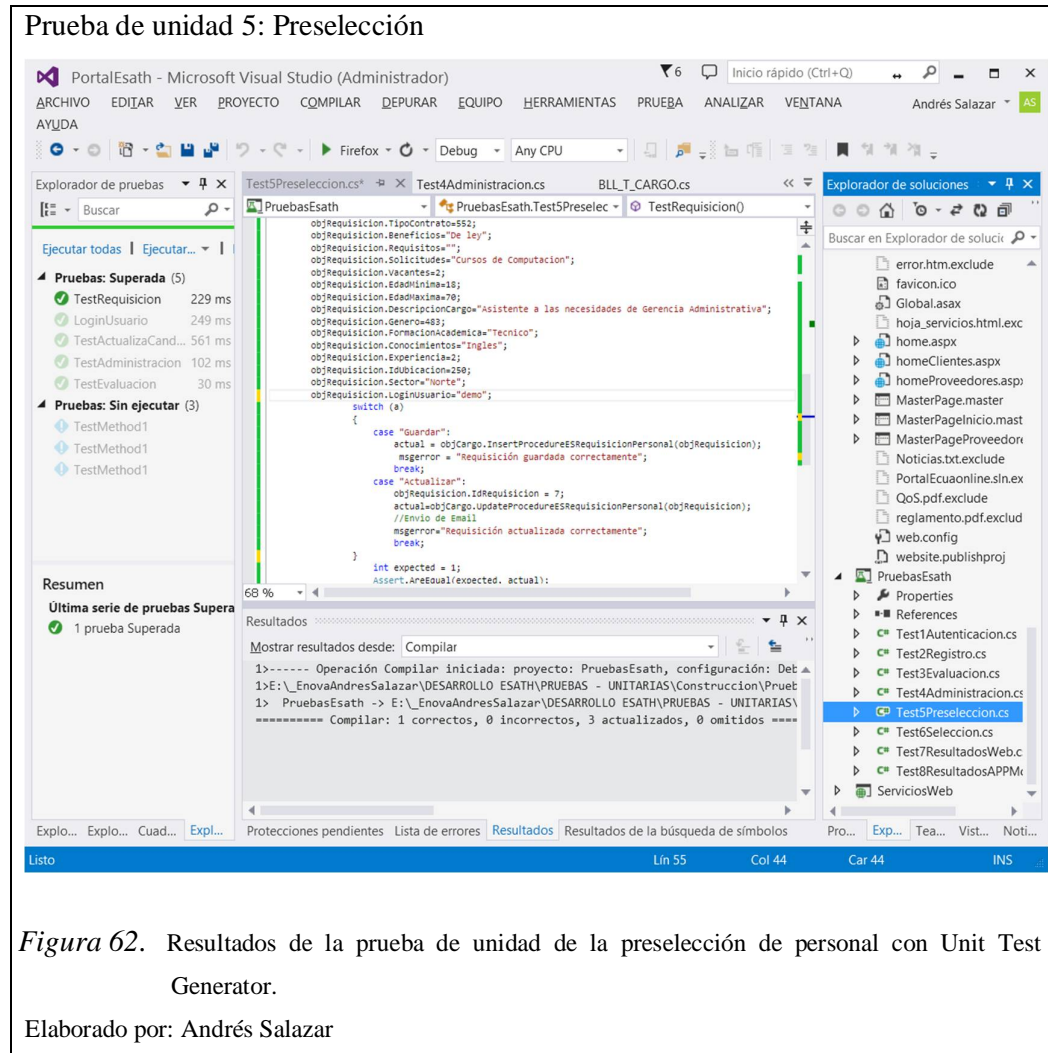 Prueba de unidad 5: Preselección
PortalEsath - Microsoft Visual Studio (Administrador)
6
Inicio rápido (Ctrl+Q)
ARCHIVO EDITAR VER PROYECTO COMPILAR DEPURAR EQUIPO HERRAMIENTAS PRUEBA ANALIZAR VENTANA
Andrés Salazar AS
AYUDA
Firefox Debug Any CPU
Explorador de pruebas
Buscar
Ejecutar todas | Ejecutar...
Pruebas: Superada (5)
TestRequisicion 229 ms
LoginUsuario 249 ms
TestActualizaCand... 561 ms
TestAdministracion 102 ms
TestEvaluacion 30 ms
Pruebas: Sin ejecutar (3)
TestMethod1
TestMethod1
TestMethod1
Resumen
Última serie de pruebas Supera
1 prueba Superada
Test5Preseleccion.cs* Test4Administracion.cs BLL_T_CARGO.cs
PruebasEsath PruebasEsath.Test5Preselec TestRequisicion()
objRequisicion.TipoContrato=552;
objRequisicion.Beneficios="De ley";
objRequisicion.Requisitos="";
objRequisicion.Solicitudes="Cursos de Computacion";
objRequisicion.Vacantes=2;
objRequisicion.EdadMinima=18;
objRequisicion.EdadMaxima=70;
objRequisicion.DescripcionCargo="Asistente a las necesidades de Gerencia Administrativa";
objRequisicion.Genero=483;
objRequisicion.FormacionAcademica="Tecnico";
objRequisicion.Conocimientos="Ingles";
objRequisicion.Experiencia=2;
objRequisicion.IdUbicacion=250;
objRequisicion.Sector="Norte";
objRequisicion.LoginUsuario="demo";
switch (a)
{
case "Guardar":
actual = objCargo.InsertProcedureESRequisicionPersonal(objRequisicion);
msgerror = "Requisición guardada correctamente";
break;
case "Actualizar":
objRequisicion.IdRequisicion = 7;
actual=objCargo.UpdateProcedureESRequisicionPersonal(objRequisicion);
//Envio de Email
msgerror="Requisición actualizada correctamente";
break;
}
int expected = 1;
Assert.AreEqual(expected, actual);
68 %
Resultados
Mostrar resultados desde: Compilar
1>------ Operación Compilar iniciada: proyecto: PruebasEsath, configuración: Deb
1>E:\_EnovaAndresSalazar\DESARROLLO ESATH\PRUEBAS - UNITARIAS\Construccion\Prueb
1> PruebasEsath -> E:\_EnovaAndresSalazar\DESARROLLO ESATH\PRUEBAS - UNITARIAS\
========== Compilar: 1 correctos, 0 incorrectos, 3 actualizados, 0 omitidos ====
Explorador de soluciones
Buscar en Explorador de solucio
error.htm.exclude
favicon.ico
Global.asax
hoja_servicios.html.exc
home.aspx
homeClientes.aspx
homeProveedores.aspx
MasterPage.master
MasterPageInicio.mast
MasterPageProveedore
Noticias.txt.exclude
PortalEcuaonline.sln.ex
QoS.pdf.exclude
reglamento.pdf.exclud
web.config
website.publishproj
PruebasEsath
Properties
References
Test1Autenticacion.cs
Test2Registro.cs
Test3Evaluacion.cs
Test4Administracion.cs
Test5Preseleccion.cs
Test6Seleccion.cs
Test7ResultadosWeb.c
Test8ResultadosAPPMo
ServiciosWeb
Explo... Explo... Cuad... Expl...
Protecciones pendientes Lista de errores Resultados Resultados de la búsqueda de símbolos
Pro... Exp... Tea... Vist... Noti...
Listo Lín 55 Col 44 Car 44 INS
Figura 62. Resultados de la prueba de unidad de la preselección de personal con Unit Test
Generator.
Elaborado por: Andrés Salazar